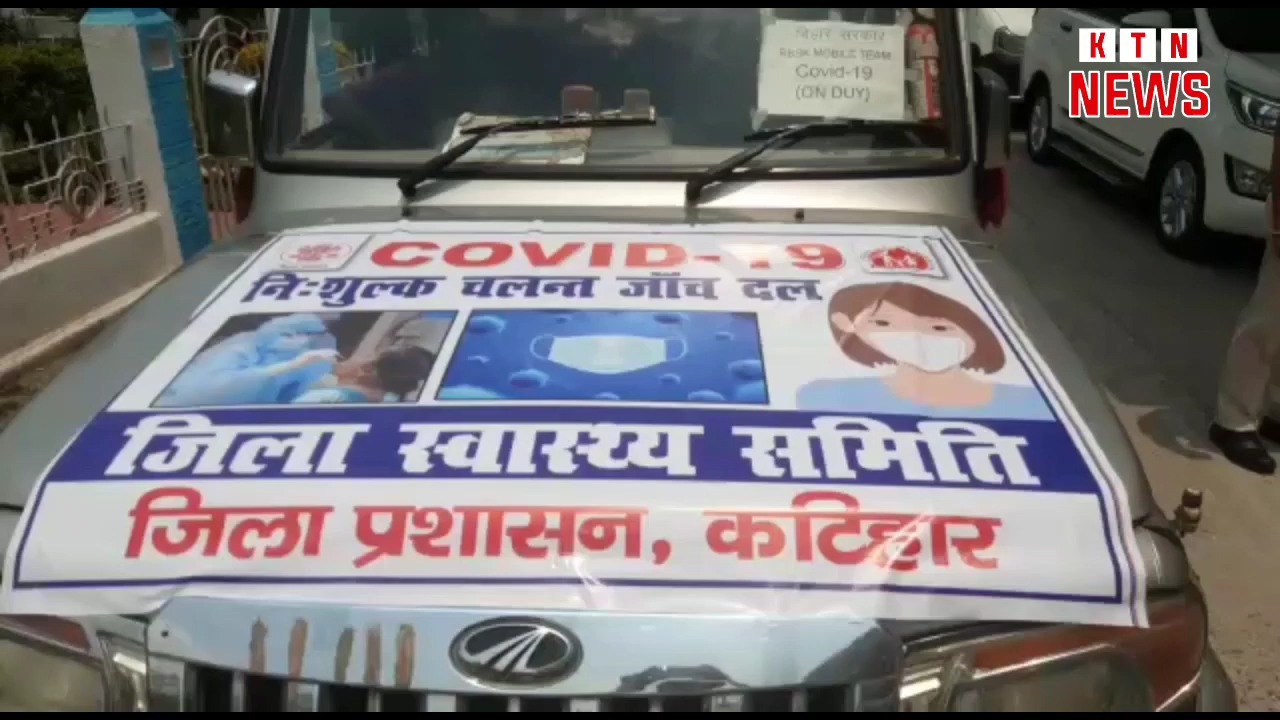 बिहार सरकार
RBSK MOBILE TEAM
Covid-19
(ON DUY)
KTN
NEWS
COVID-19
निःशुल्क चलन्त जाँच दल
जिला स्वास्थ्य समिति
जिला प्रशासन, कटिहार